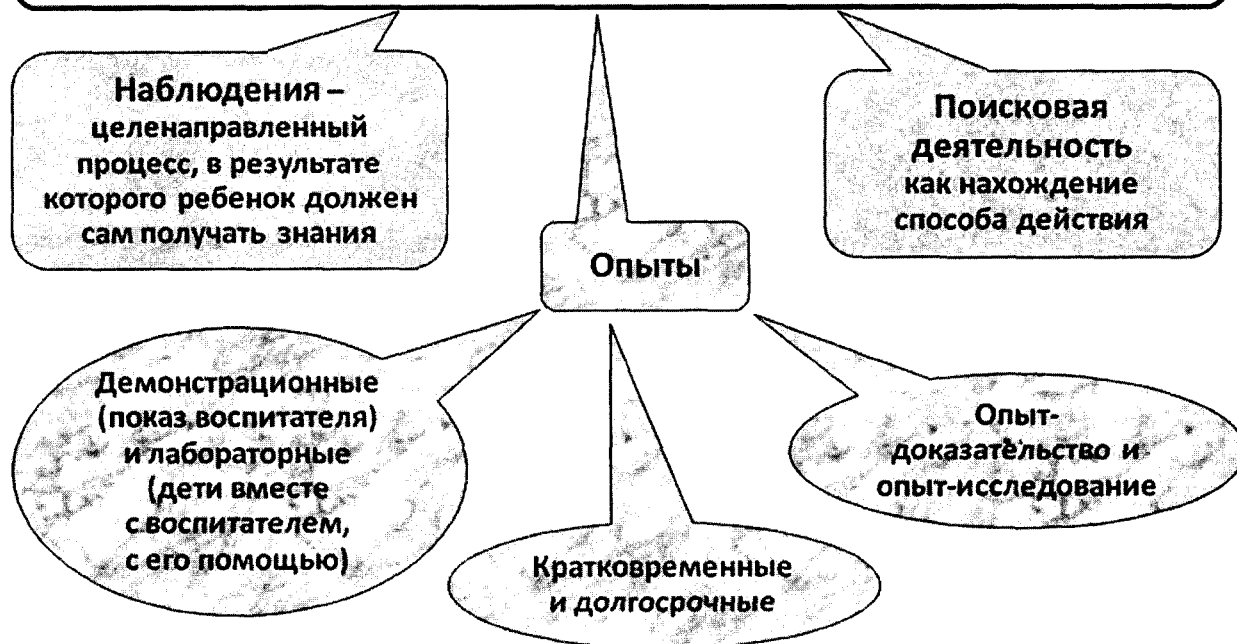 Наблюдения –
целенаправленный
процесс, в результате
которого ребенок должен
сам получать знания
Поисковая
деятельность
как нахождение
способа действия
Опыты
Демонстрационные
(показ воспитателя)
и лабораторные
(дети вместе
с воспитателем,
с его помощью)
Кратковременные
и долгосрочные
Опыт-
доказательство и
опыт-исследование